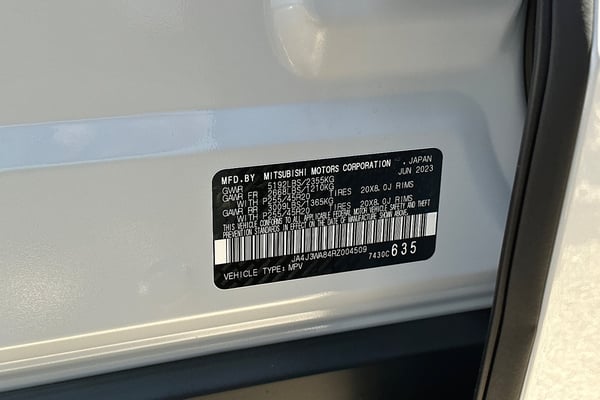 MFD.BY MITSUBISHI MOTORS CORPORATION , JAPAN
GVWR 5192LBS/2355KG JUN 2023
GAWR FR 2668LBS/1210KG
WITH P255/45R20 TIRES 20X8.0J RIMS
GAWR RR 3009LBS/1365KG
WITH P255/45R20 TIRES 20X8.0J RIMS
THIS VEHICLE CONFORMS TO ALL APPLICABLE FEDERAL MOTOR VEHICLE SAFETY, BUMPER, AND THEFT
PREVENTION STANDARDS IN EFFECT ON THE DATE OF MANUFACTURE SHOWN ABOVE.
JA4J3WA84RZ004509 7430C 635
VEHICLE TYPE: MPV